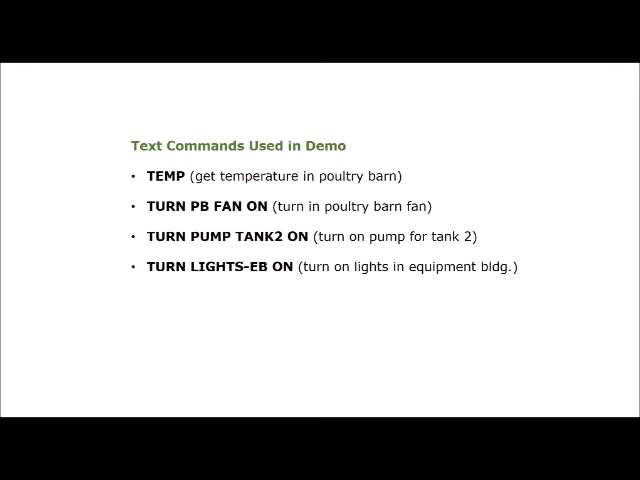 Text Commands Used in Demo
• TEMP (get temperature in poultry barn)
• TURN PB FAN ON (turn in poultry barn fan)
• TURN PUMP TANK2 ON (turn on pump for tank 2)
• TURN LIGHTS-EB ON (turn on lights in equipment bldg.)